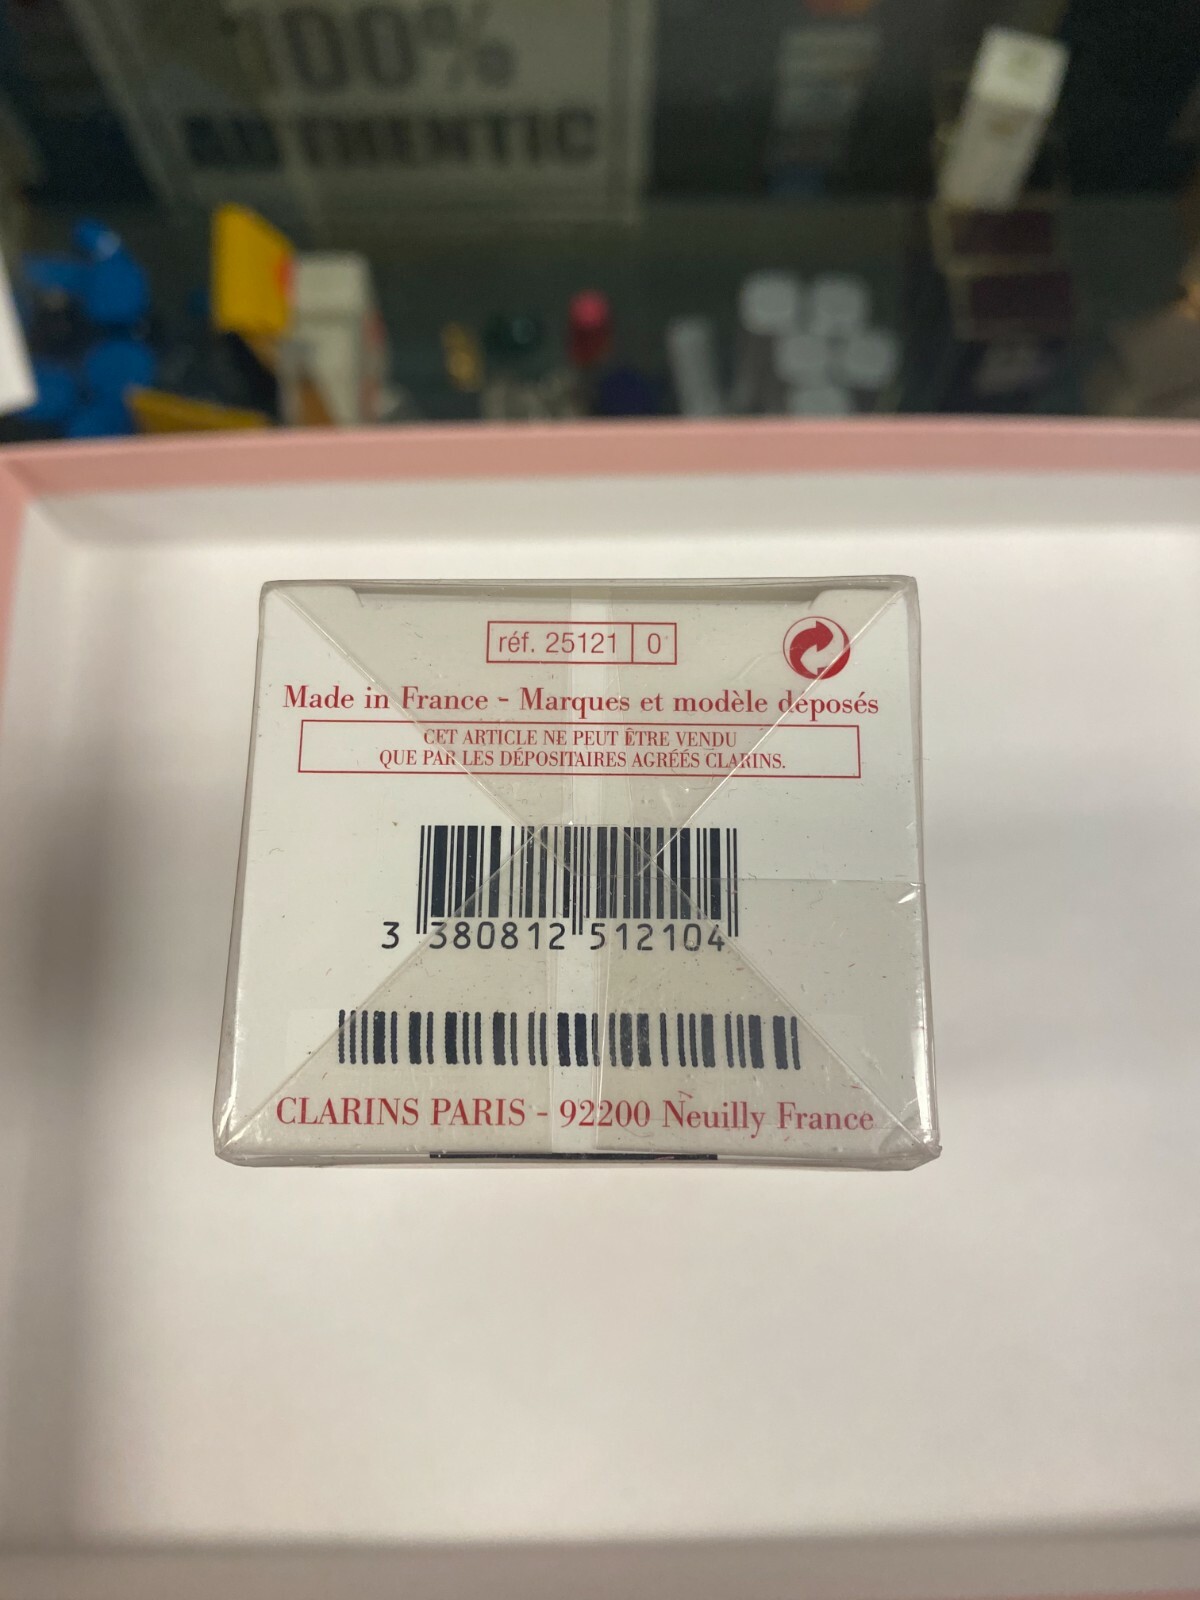 100%
AUTHENTIC
réf. 25121 0
Made in France - Marques et modèle déposés
CET ARTICLE NE PEUT ÊTRE VENDU
QUE PAR LES DÉPOSITAIRES AGRÉÉS CLARINS.
3 380812 512104
CLARINS PARIS - 92200 Neuilly France